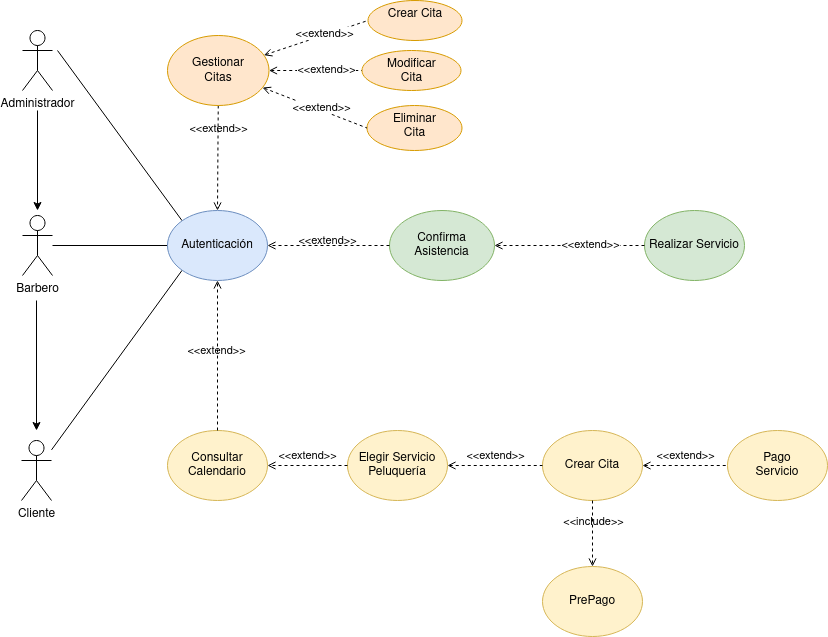 Crear Cita
<<extend>>
Gestionar
Citas
<<extend>>
Modificar
Cita
Administrador
<<extend>>
Eliminar
Cita
<<extend>>
Autenticación
<<extend>>
Confirma
Asistencia
<<extend>>
Realizar Servicio
Barbero
<<extend>>
Consultar
Calendario
<<extend>>
Elegir Servicio
Peluquería
<<extend>>
Crear Cita
<<extend>>
Pago
Servicio
Cliente
<<include>>
PrePago